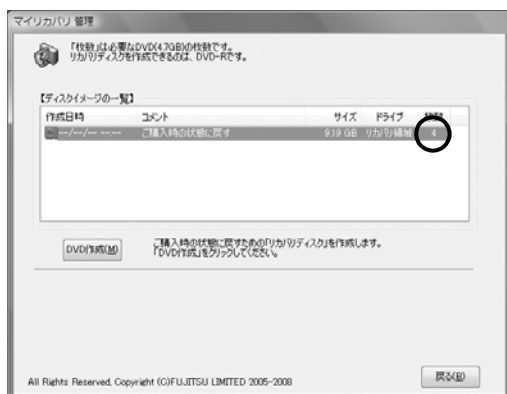 マイリカバリ 管理
「枚数」は必要なDVD(4.7GB)の枚数です。
リカバリディスクを作成できるのは、DVD-Rです。
【ディスクイメージの一覧】
作成日時 コメント サイズ ドライブ 枚数
--/--/-- --:-- ご購入時の状態に戻す 9.19 GB リカバリ領域 4
DVD作成(M)
ご購入時の状態に戻すための「リカバリディスク」を作成します。
「DVD作成」をクリックしてください。
All Rights Reserved, Copyright (C)FUJITSU LIMITED 2005-2008
戻る(B)